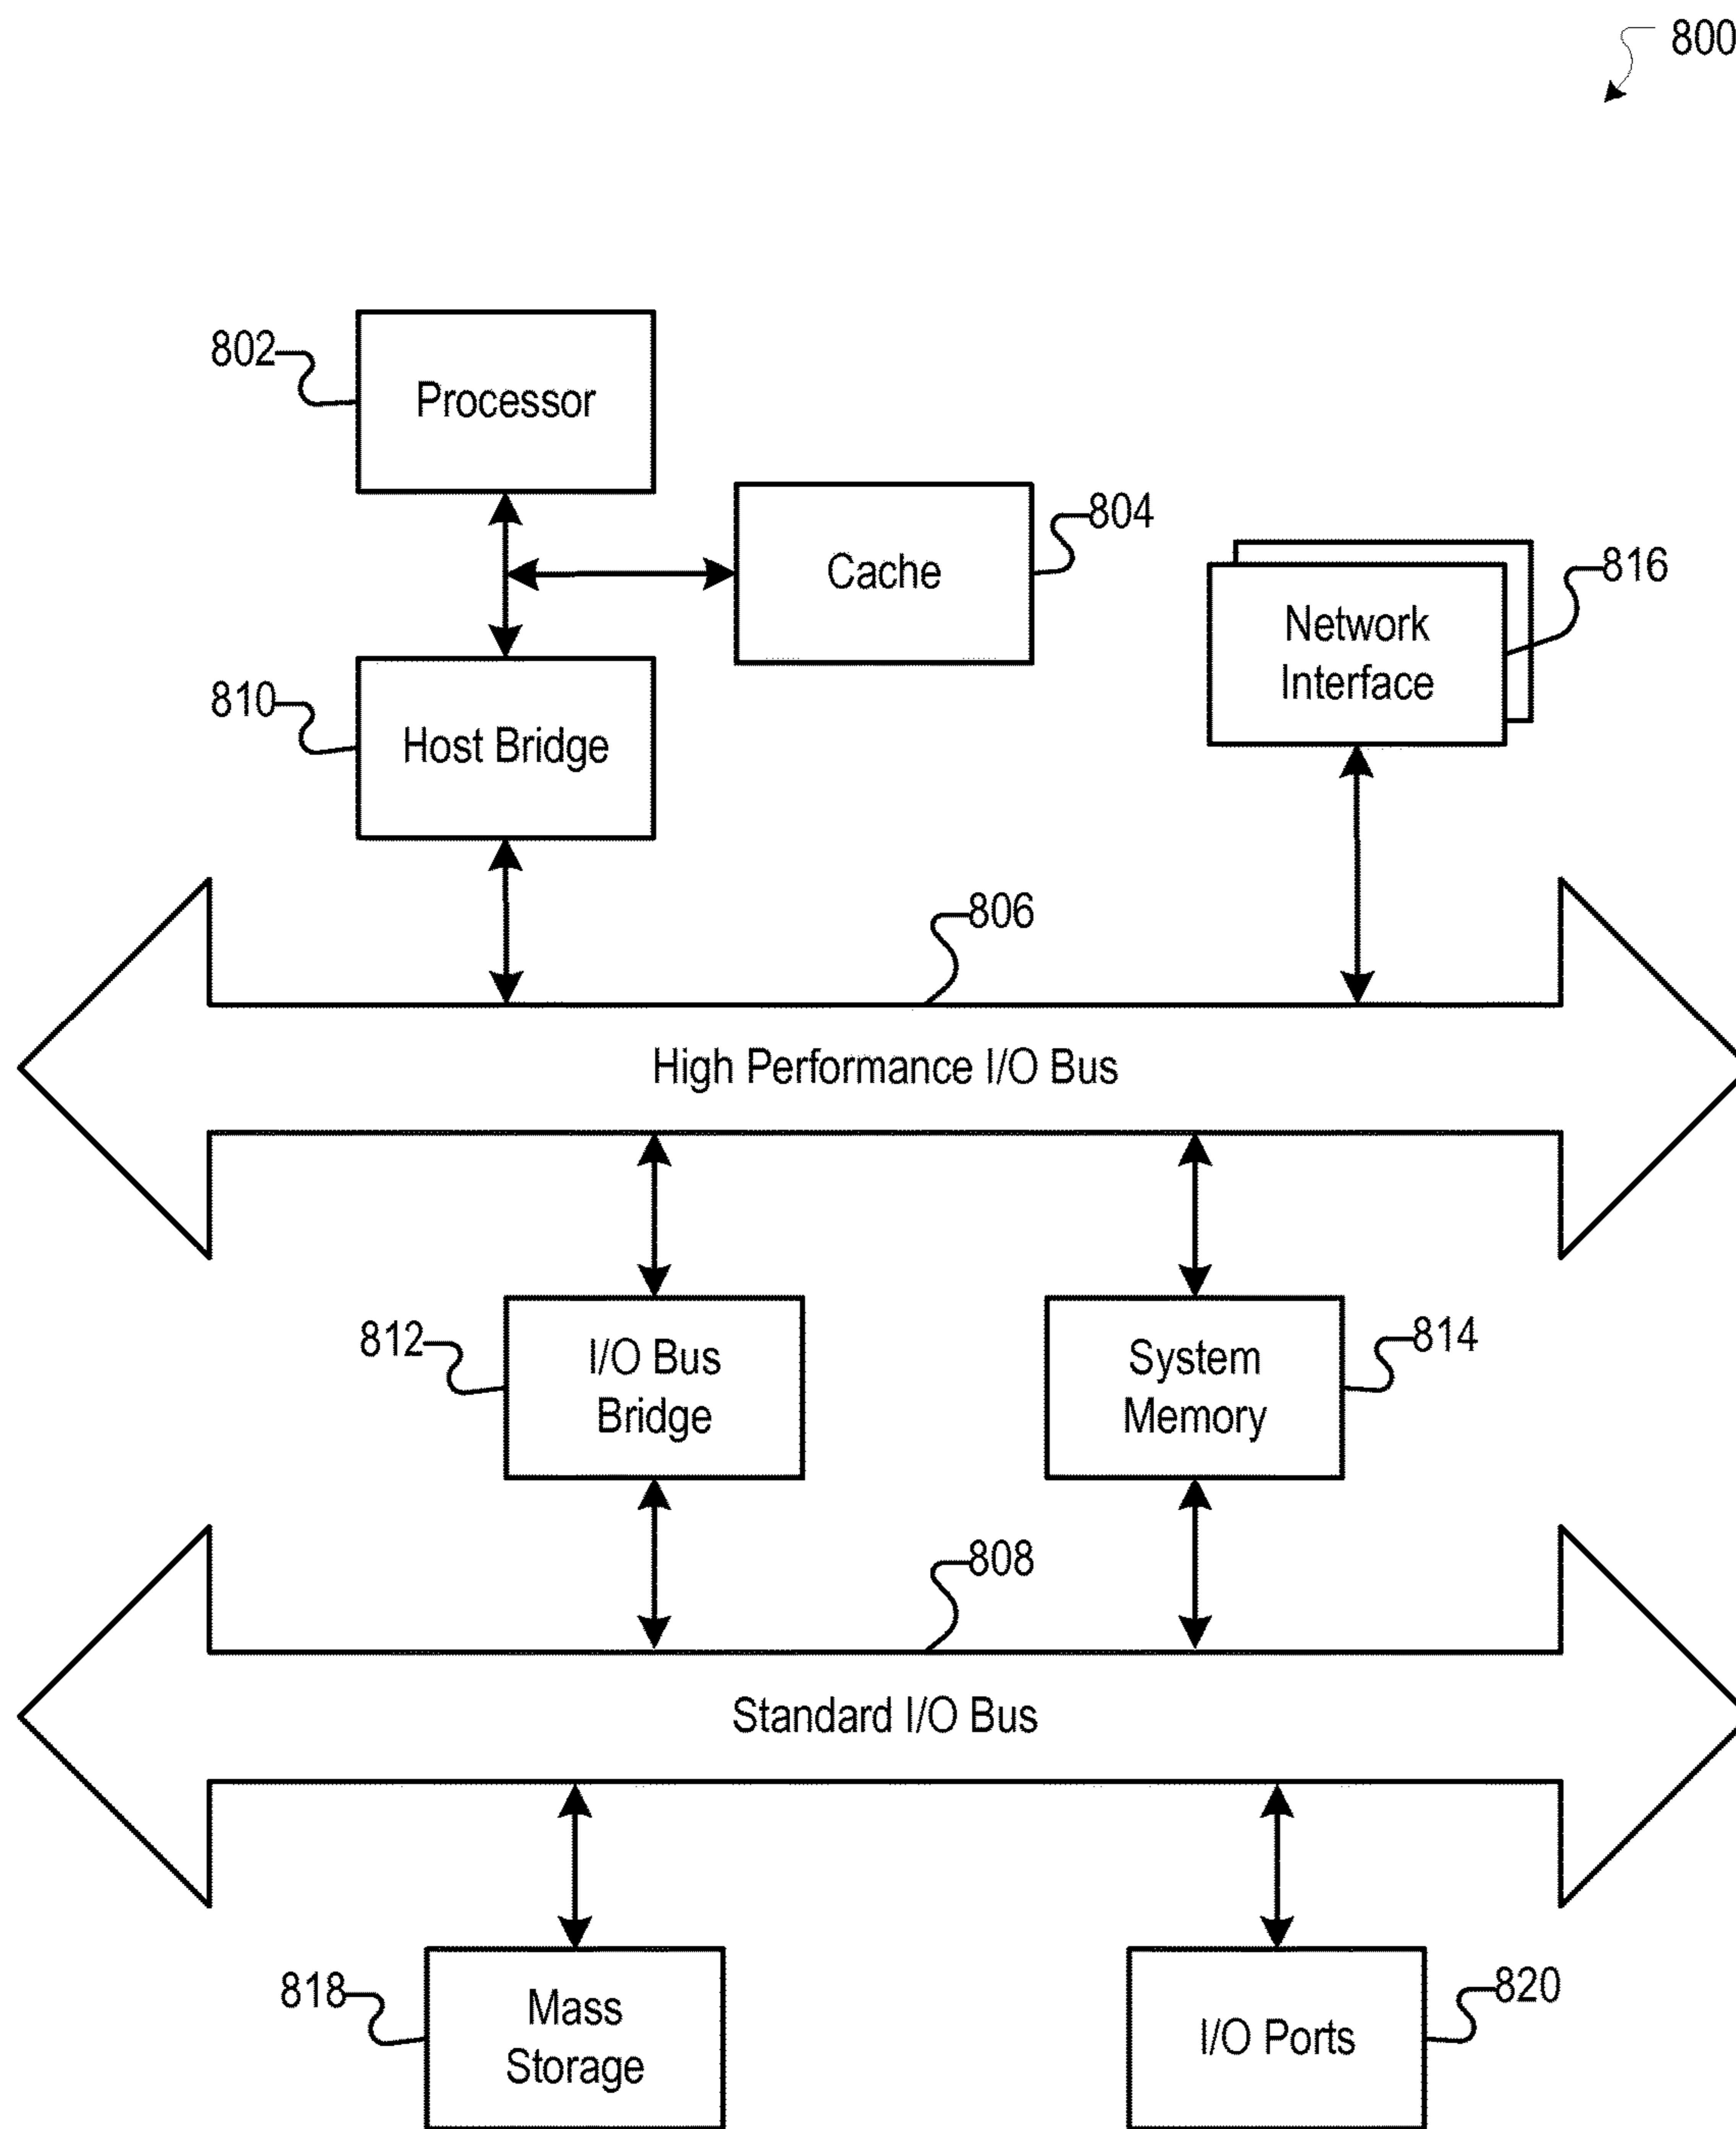 800
802
Processor
804
Cache
816
Network
Interface
810
Host Bridge
806
High Performance I/O Bus
812
I/O Bus
Bridge
814
System
Memory
808
Standard I/O Bus
818
Mass
Storage
820
I/O Ports